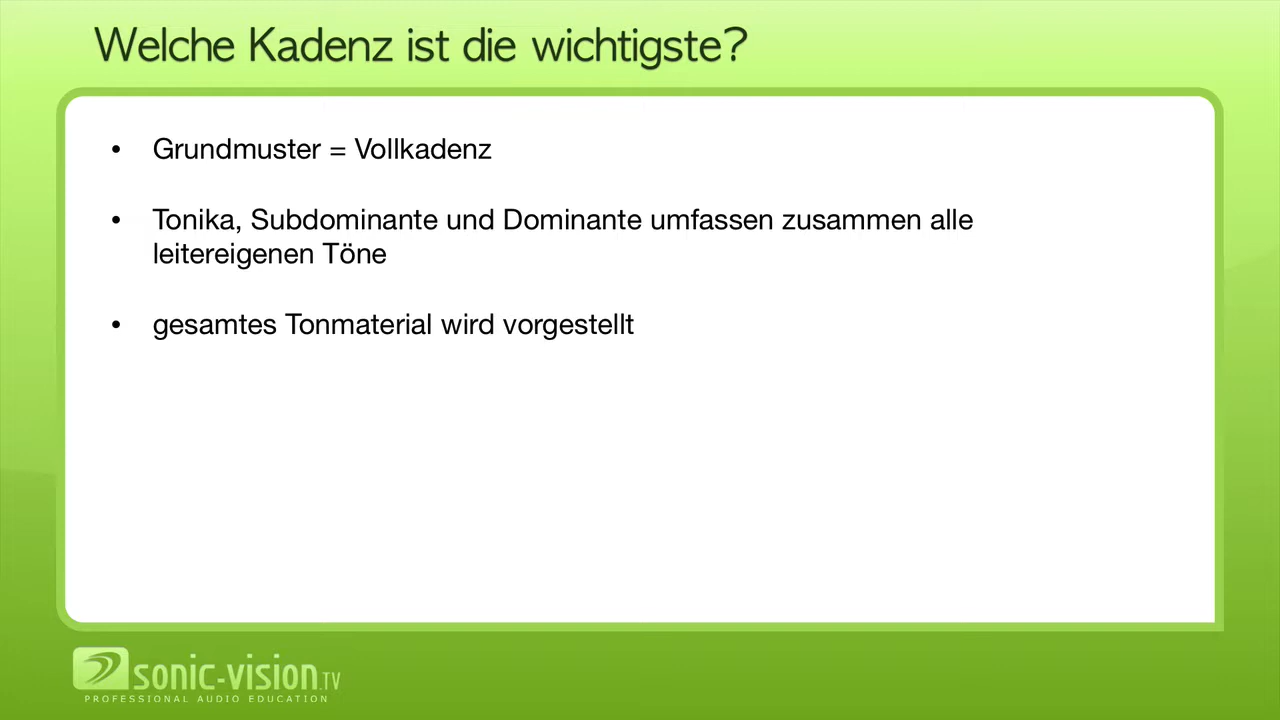 Welche Kadenz ist die wichtigste?
• Grundmuster = Vollkadenz
• Tonika, Subdominante und Dominante umfassen zusammen alle
leitereigenen Töne
• gesamtes Tonmaterial wird vorgestellt
sonic-vision.TV
PROFESSIONAL AUDIO EDUCATION